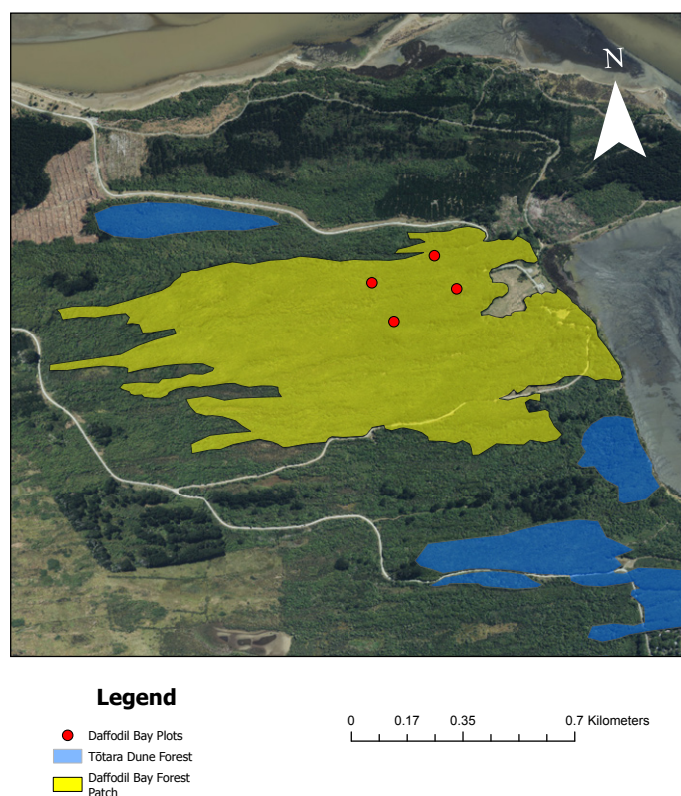 N
Legend
Daffodil Bay Plots
Tōtara Dune Forest
Daffodil Bay Forest
Patch
0 0.17 0.35 0.7 Kilometers